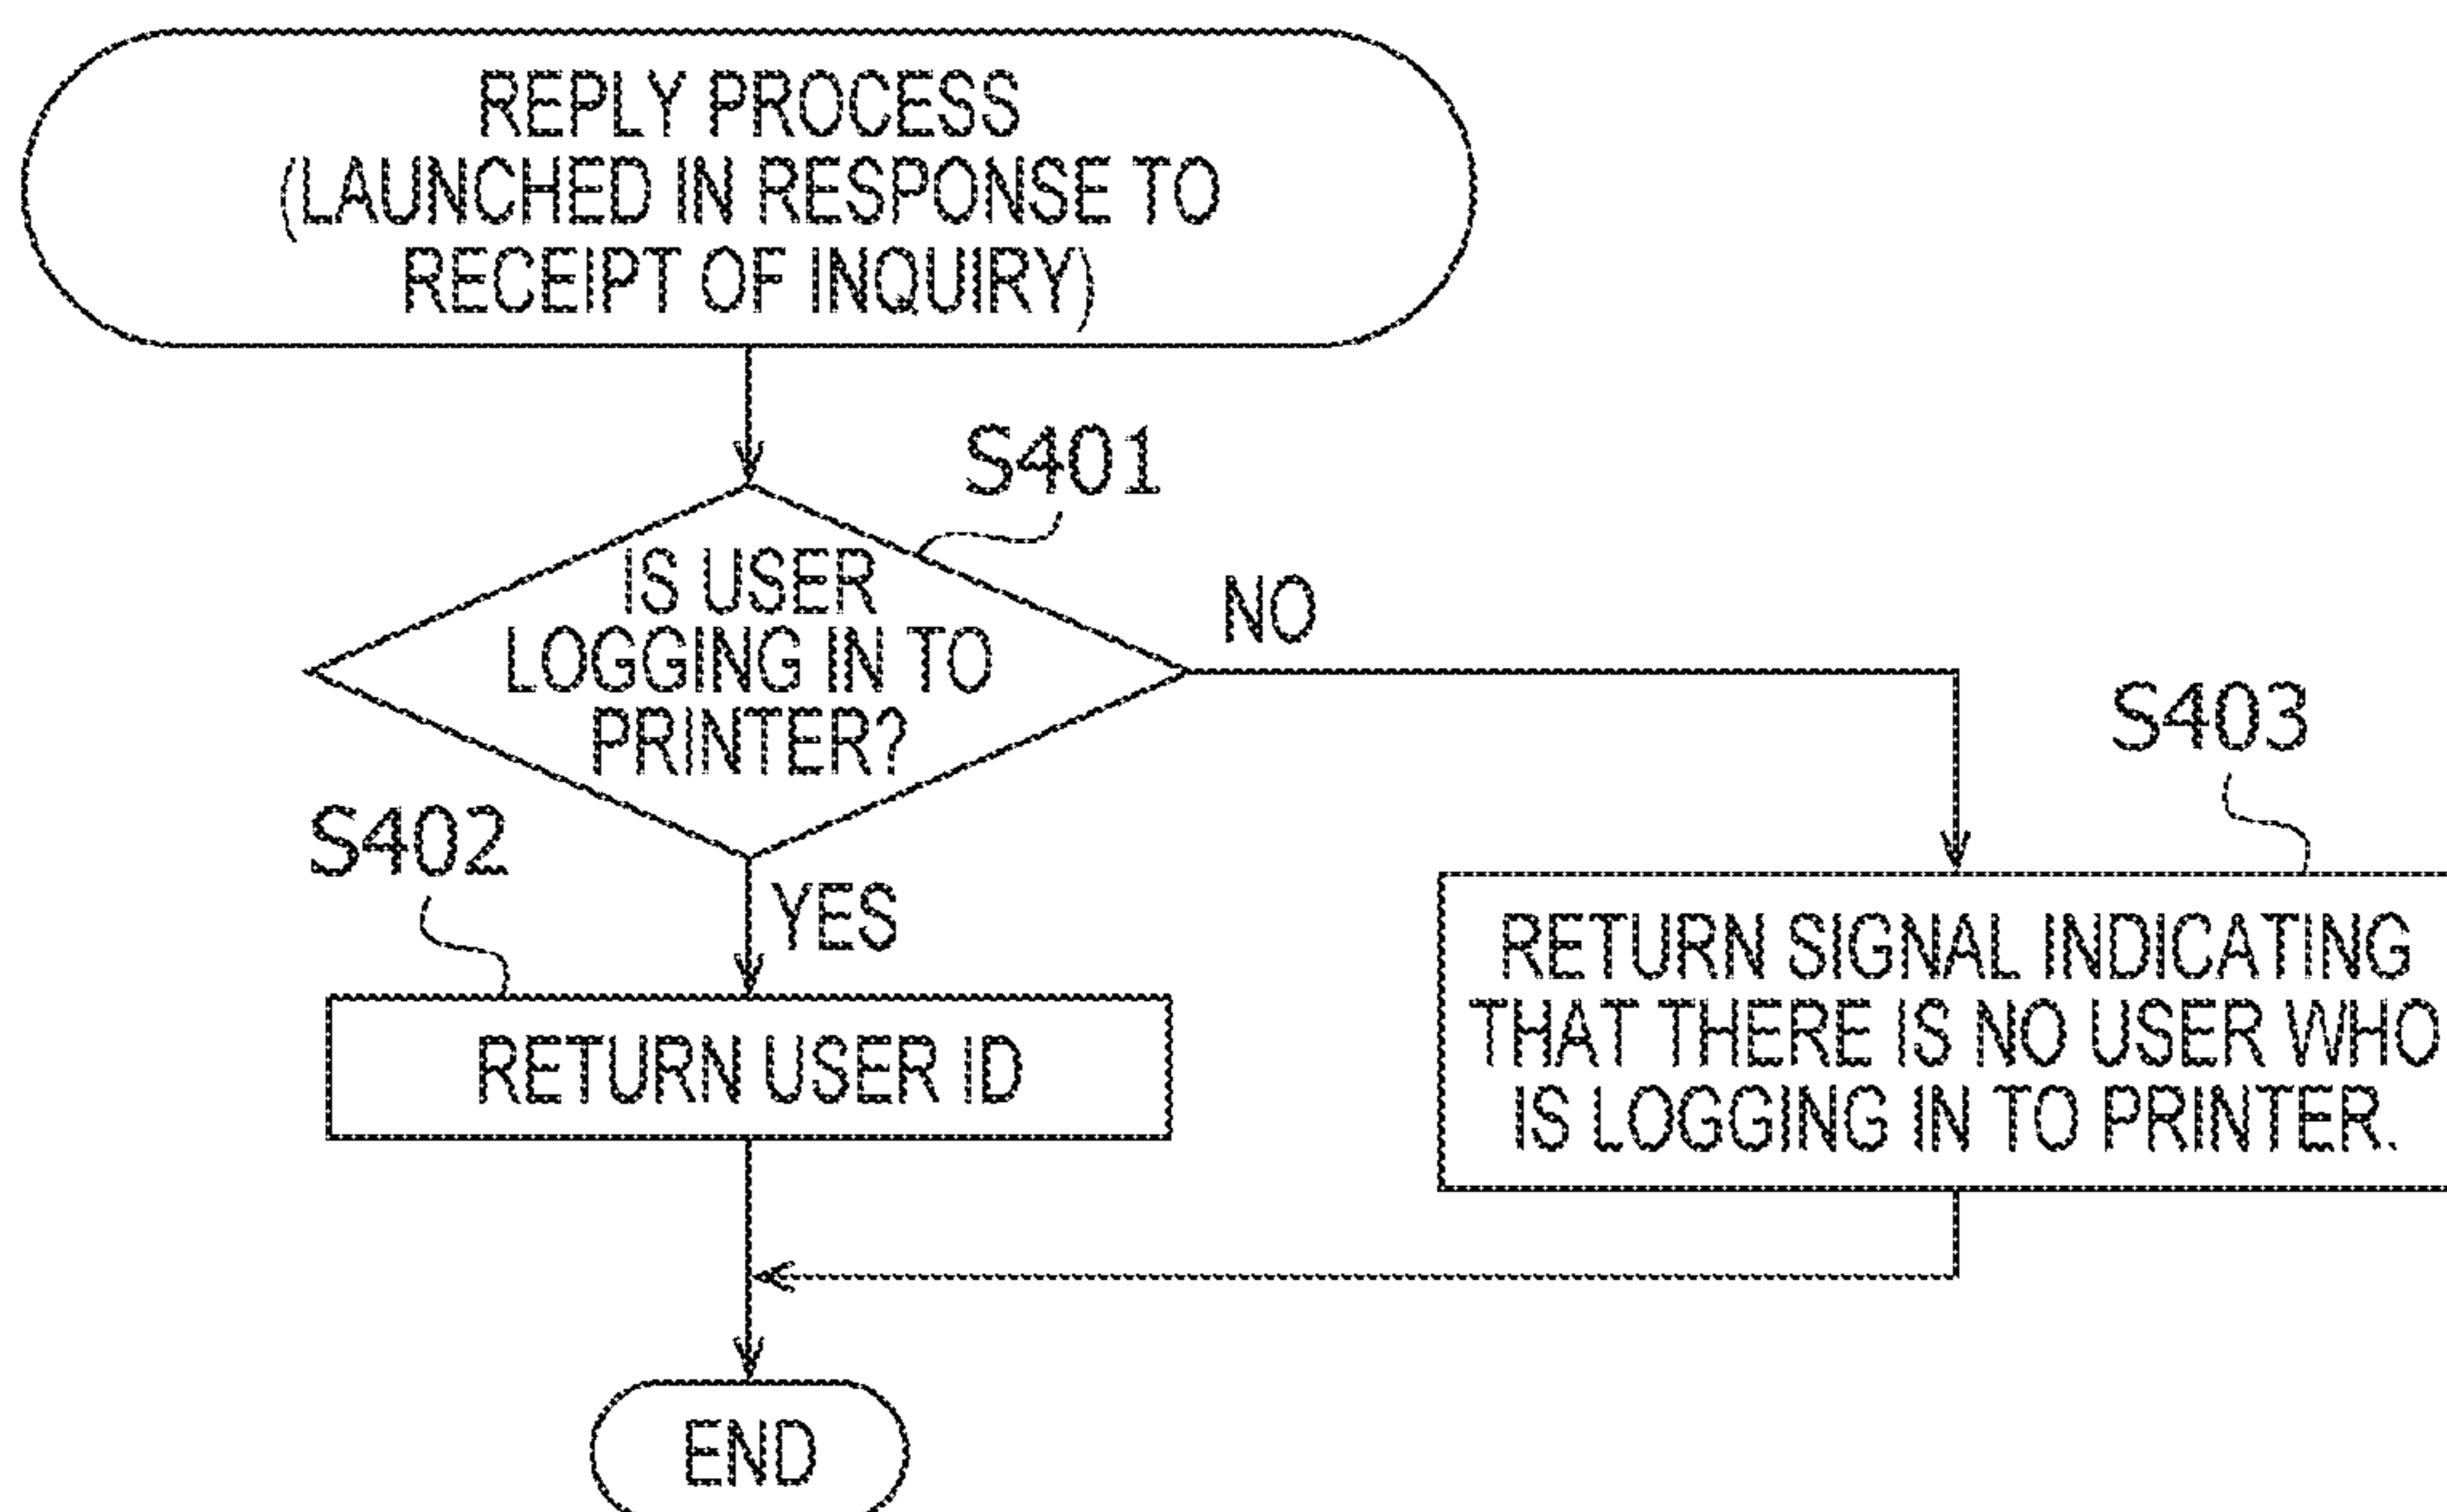 REPLY PROCESS
(LAUNCHED IN RESPONSE TO
RECEIPT OF INQUIRY)
S401
IS USER
LOGGING IN TO
PRINTER?
NO
S403
S402
YES
RETURN SIGNAL INDICATING
THAT THERE IS NO USER WHO
IS LOGGING IN TO PRINTER.
RETURN USER ID
END